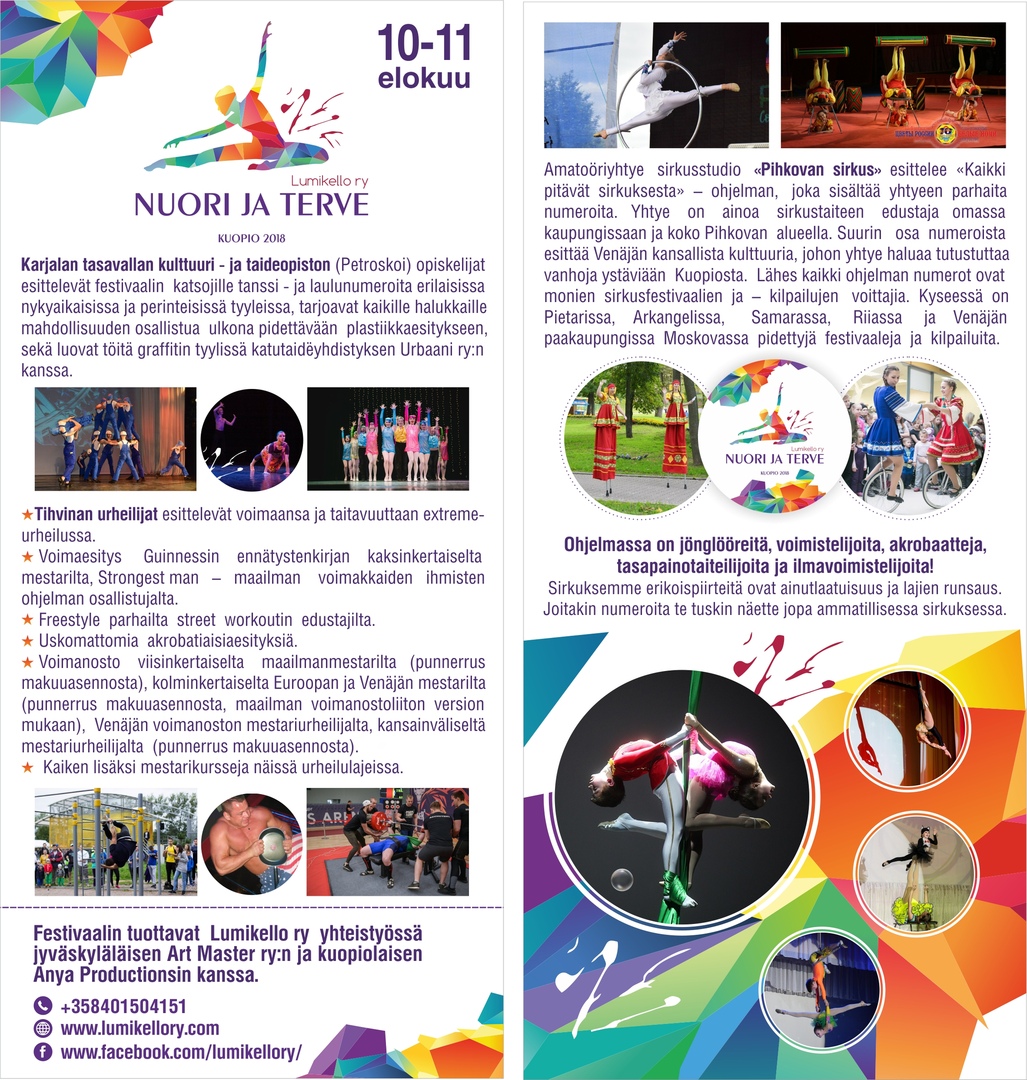 10-11
elokuu
Lumikello ry
NUORI JA TERVE
KUOPIO 2018
Karjalan tasavallan kulttuuri - ja taideopiston (Petroskoi) opiskelijat
esittelevät festivaalin katsojille tanssi - ja laulunumeroita erilaisissa
nykyaikaisissa ja perinteisissä tyyleissa, tarjoavat kaikille halukkaille
mahdollisuuden osallistua ulkona pidettävään plastiikkaesitykseen,
sekä luovat töitä graffitin tyylissä katutaideyhdistyksen Urbaani ry:n
kanssa.
★Tihvinan urheilijat esittelevät voimaansa ja taitavuuttaan extreme-
urheilussa.
★ Voimaesitys Guinnessin ennätystenkirjan kaksinkertaiselta
mestarilta, Strongest man – maailman voimakkaiden ihmisten
ohjelman osallistujalta.
★ Freestyle parhailta street workoutin edustajilta.
★ Uskomattomia akrobatiaisiaesityksiä.
★ Voimanosto viisinkertaiselta maailmanmestarilta (punnerrus
makuuasennosta), kolminkertaiselta Euroopan ja Venäjän mestarilta
(punnerrus makuuasennosta, maailman voimanostoliiton version
mukaan), Venäjän voimanoston mestariurheilijalta, kansainväliseltä
mestariurheilijalta (punnerrus makuuasennosta).
★ Kaiken lisäksi mestarikursseja näissä urheilulajeissa.
Festivaalin tuottavat Lumikello ry yhteistyössä
jyväskyläläisen Art Master ry:n ja kuopiolaisen
Anya Productionsin kanssa.
+358401504151
www.lumikellory.com
www.facebook.com/lumikellory/
Amatooriyhtye sirkusstudio «Pihkovan sirkus» esittelee «Kaikki
pitävät sirkuksesta» – ohjelman, joka sisältää yhtyeen parhaita
numeroita. Yhtye on ainoa sirkustaiteen edustaja omassa
kaupungissaan ja koko Pihkovan alueella. Suurin osa numeroista
esittää Venäjän kansallista kulttuuria, johon yhtye haluaa tutustuttaa
vanhoja ystäviään Kuopiosta. Lähes kaikki ohjelman numerot ovat
monien sirkusfestivaalien ja – kilpailujen voittajia. Kyseessä on
Pietarissa, Arkangelissa, Samarassa, Riiassa ja Venäjän
paakaupungissa Moskovassa pidettyjä festivaaleja ja kilpailuita.
Lumikello ry
NUORI JA TERVE
KUOPIO 2018
Ohjelmassa on jönglööreitä, voimistelijoita, akrobaatteja,
tasapainotaiteilijoita ja ilmavoimistelijoita!
Sirkuksemme erikoispiirteitä ovat ainutlaatuisuus ja lajien runsaus.
Joitakin numeroita te tuskin näette jopa ammatillisessa sirkuksessa.